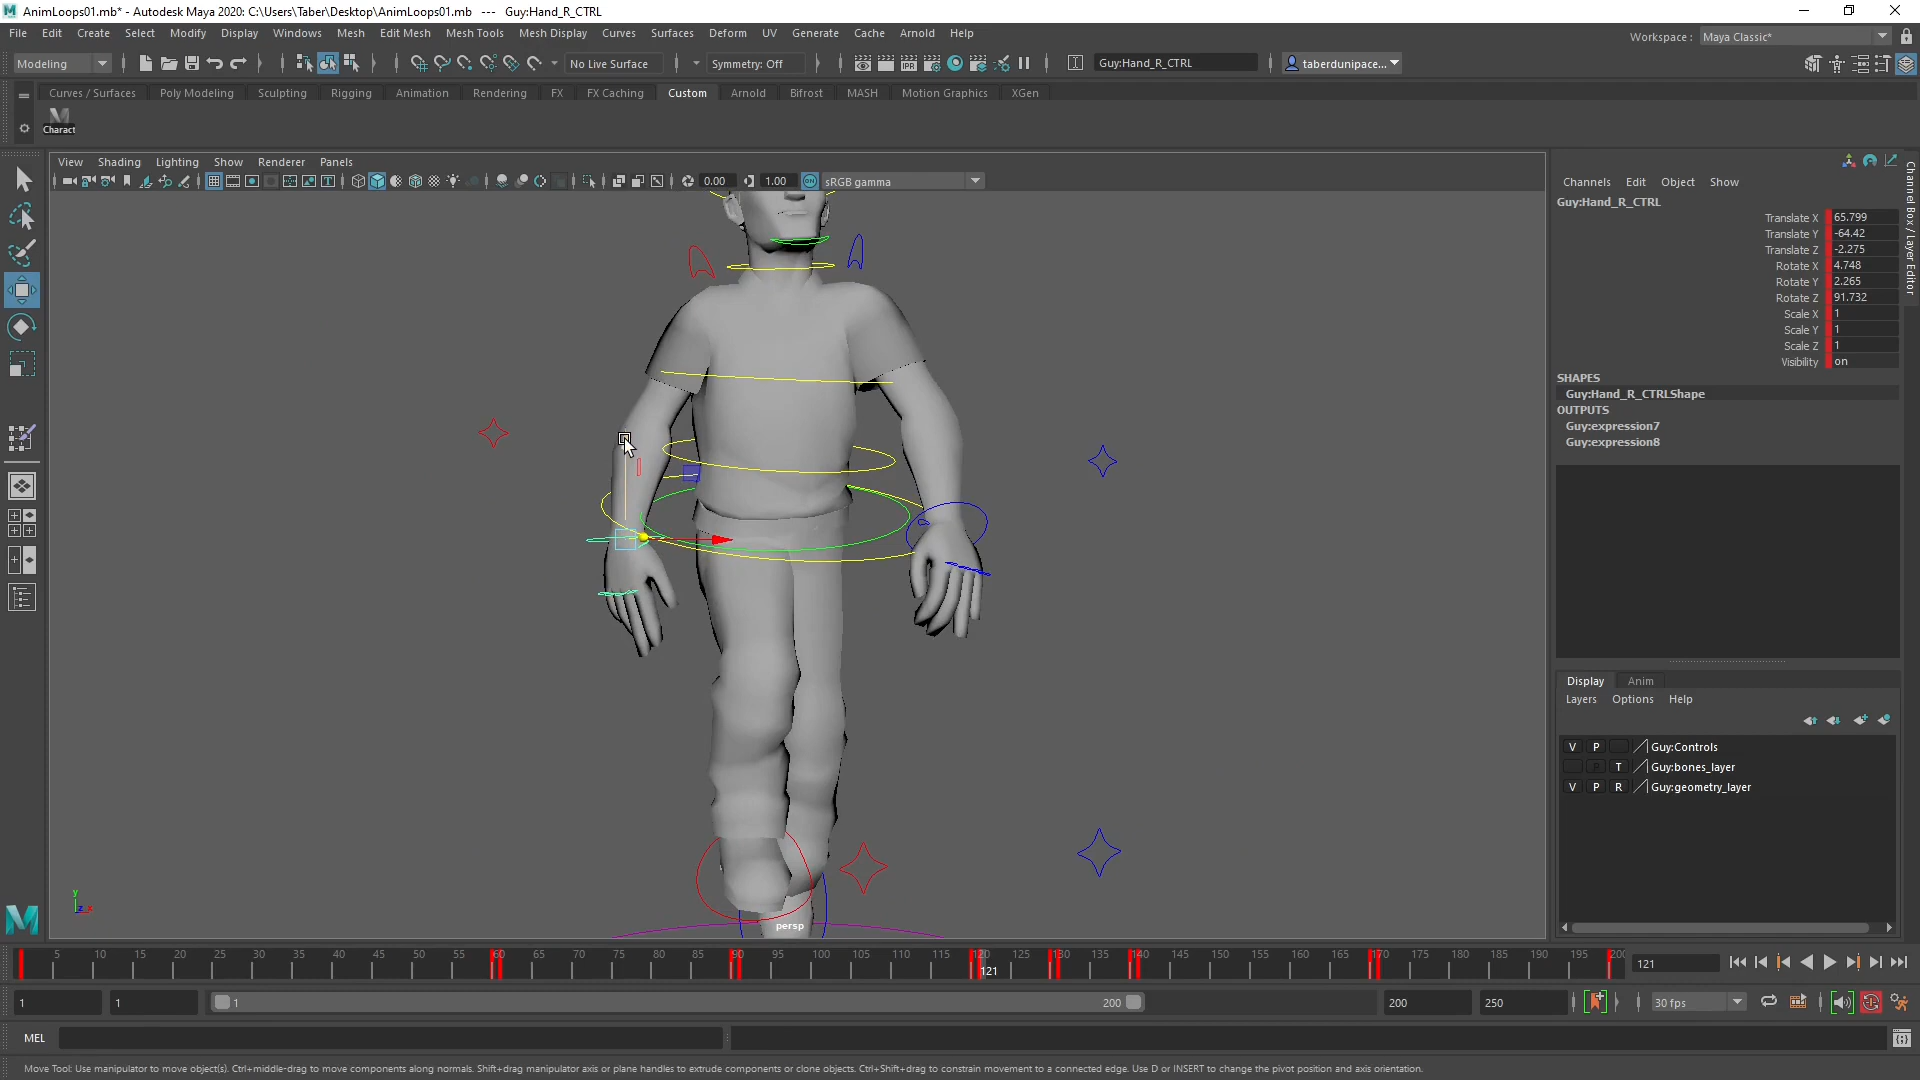 AnimLoops01.mb* - Autodesk Maya 2020: C:\Users\Taber\Desktop\AnimLoops01.mb   ---   Guy:Hand_R_CTRL
File Edit Create Select Modify Display Windows Mesh Edit Mesh Mesh Tools Mesh Display Curves Surfaces Deform UV Generate Cache Arnold Help
Workspace : Maya Classic*
Modeling No Live Surface Symmetry: Off Guy:Hand_R_CTRL taberdunipace...
Curves / Surfaces Poly Modeling Sculpting Rigging Animation Rendering FX FX Caching Custom Arnold Bifrost MASH Motion Graphics XGen
Charact
View Shading Lighting Show Renderer Panels
0.00 1.00 sRGB gamma
Channels Edit Object Show
Guy:Hand_R_CTRL
Translate X 65.799
Translate Y -64.42
Translate Z -2.275
Rotate X 4.748
Rotate Y 2.265
Rotate Z 91.732
Scale X 1
Scale Y 1
Scale Z 1
Visibility on
SHAPES
Guy:Hand_R_CTRLShape
OUTPUTS
Guy:expression7
Guy:expression8
Channel Box / Layer Editor
Display Anim
Layers Options Help
V P Guy:Controls
P T Guy:bones_layer
V P R Guy:geometry_layer
y
z x
persp
5 10 15 20 25 30 35 40 45 50 55 60 65 70 75 80 85 90 95 100 105 110 115 120 125 130 135 140 145 150 155 160 165 170 175 180 185 190 195 200
121
121
1 1 1 200 200 250 30 fps
MEL
Move Tool: Use manipulator to move object(s). Ctrl+middle-drag to move components along normals. Shift+drag manipulator axis or plane handles to extrude components or clone objects. Ctrl+Shift+drag to constrain movement to a connected edge. Use D or INSERT to change the pivot position and axis orientation.